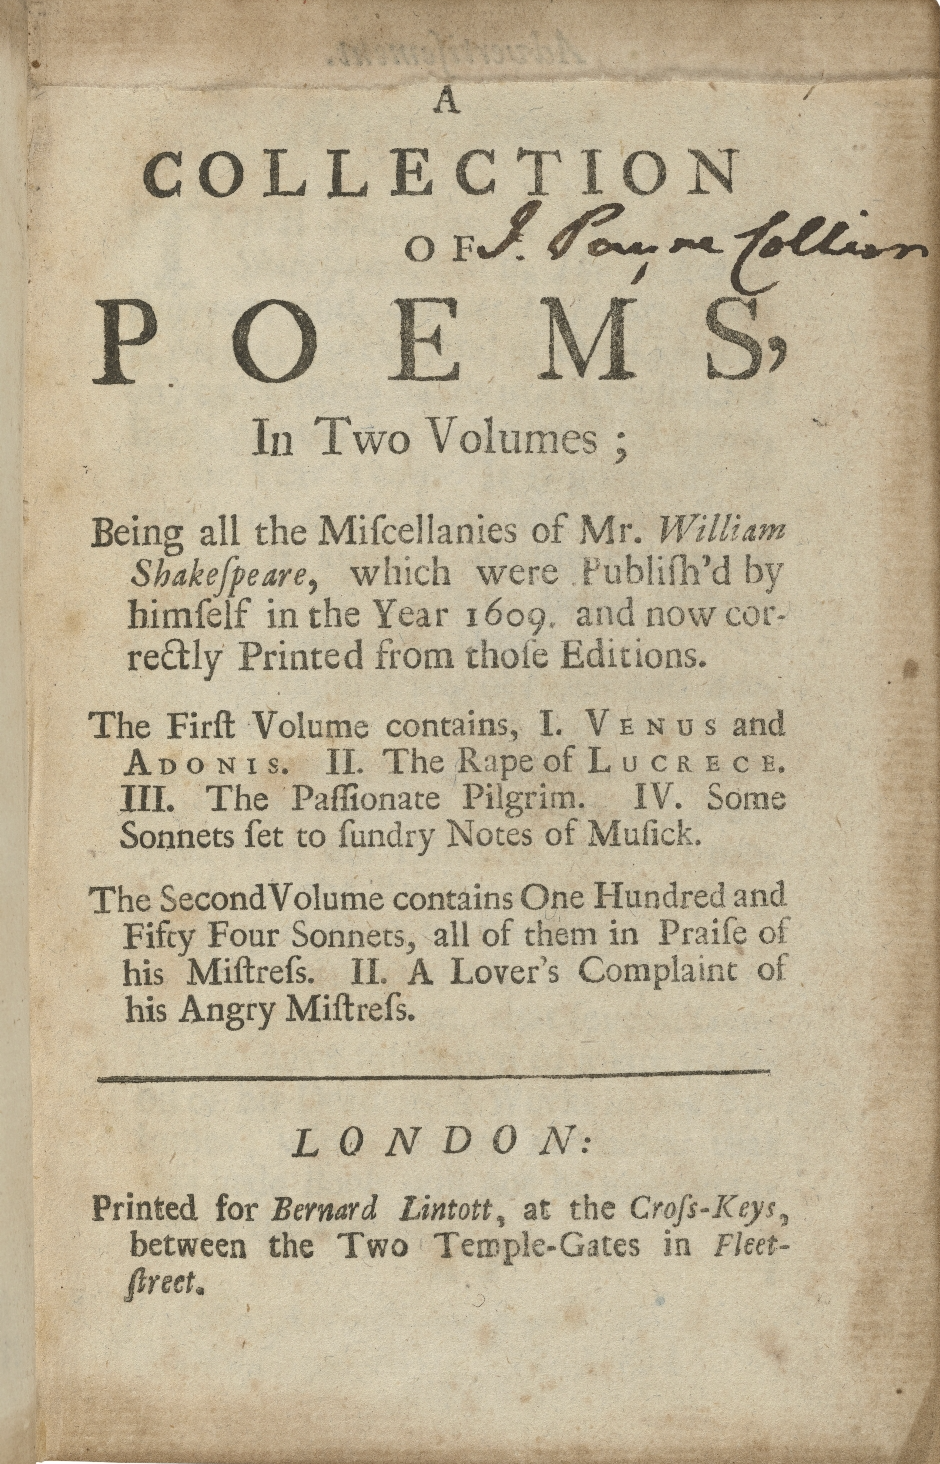 A
COLLECTION
OF J. Payne Collier
POEMS,
In Two Volumes ;
Being all the Miſcellanies of Mr. William
Shakeſpeare, which were Publiſh'd by
himſelf in the Year 1609. and now cor-
rectly Printed from thoſe Editions.
The Firſt Volume contains, I. VENUS and
ADONIS. II. The Rape of LUCRECE.
III. The Paſſionate Pilgrim. IV. Some
Sonnets ſet to ſundry Notes of Muſick.
The Second Volume contains One Hundred and
Fifty Four Sonnets, all of them in Praiſe of
his Miſtreſs. II. A Lover's Complaint of
his Angry Miſtreſs.
LONDON:
Printed for Bernard Lintott, at the Croſs-Keys,
between the Two Temple-Gates in Fleet-
ſtreet.